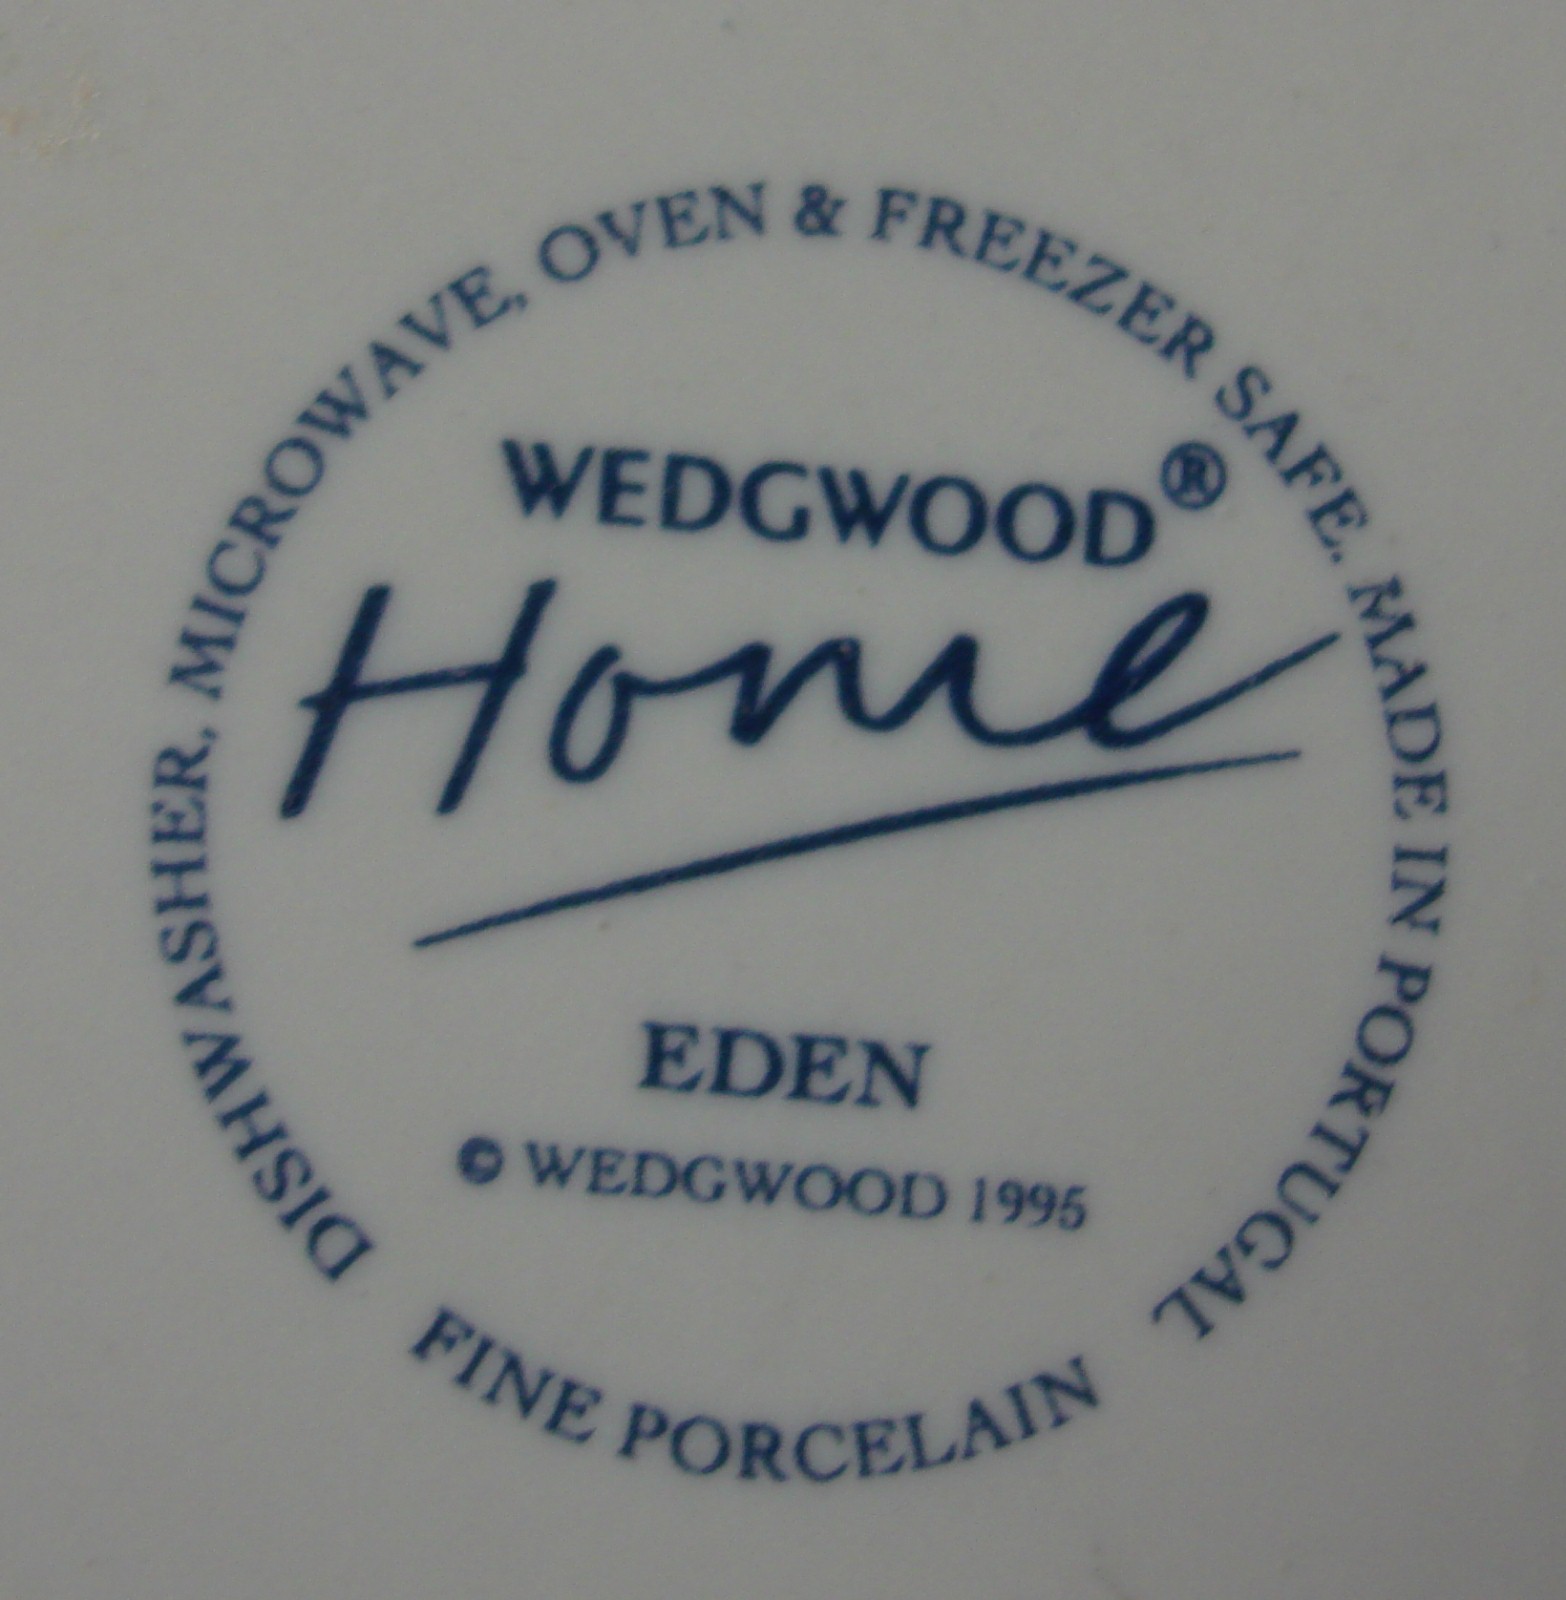 DISHWASHER, MICROWAVE, OVEN & FREEZER SAFE. MADE IN PORTUGAL
WEDGWOOD®
Home
EDEN
© WEDGWOOD 1995
FINE PORCELAIN